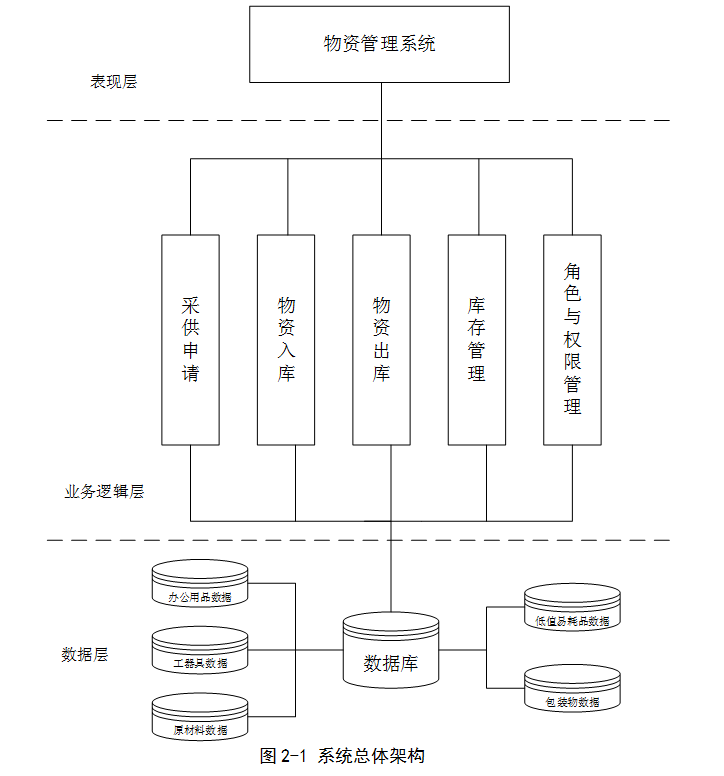 物资管理系统
表现层
采供申请
物资入库
物资出库
库存管理
角色与权限管理
业务逻辑层
办公用品数据
低值易耗品数据
工器具数据
数据库
数据层
包装物数据
原材料数据
图2-1 系统总体架构